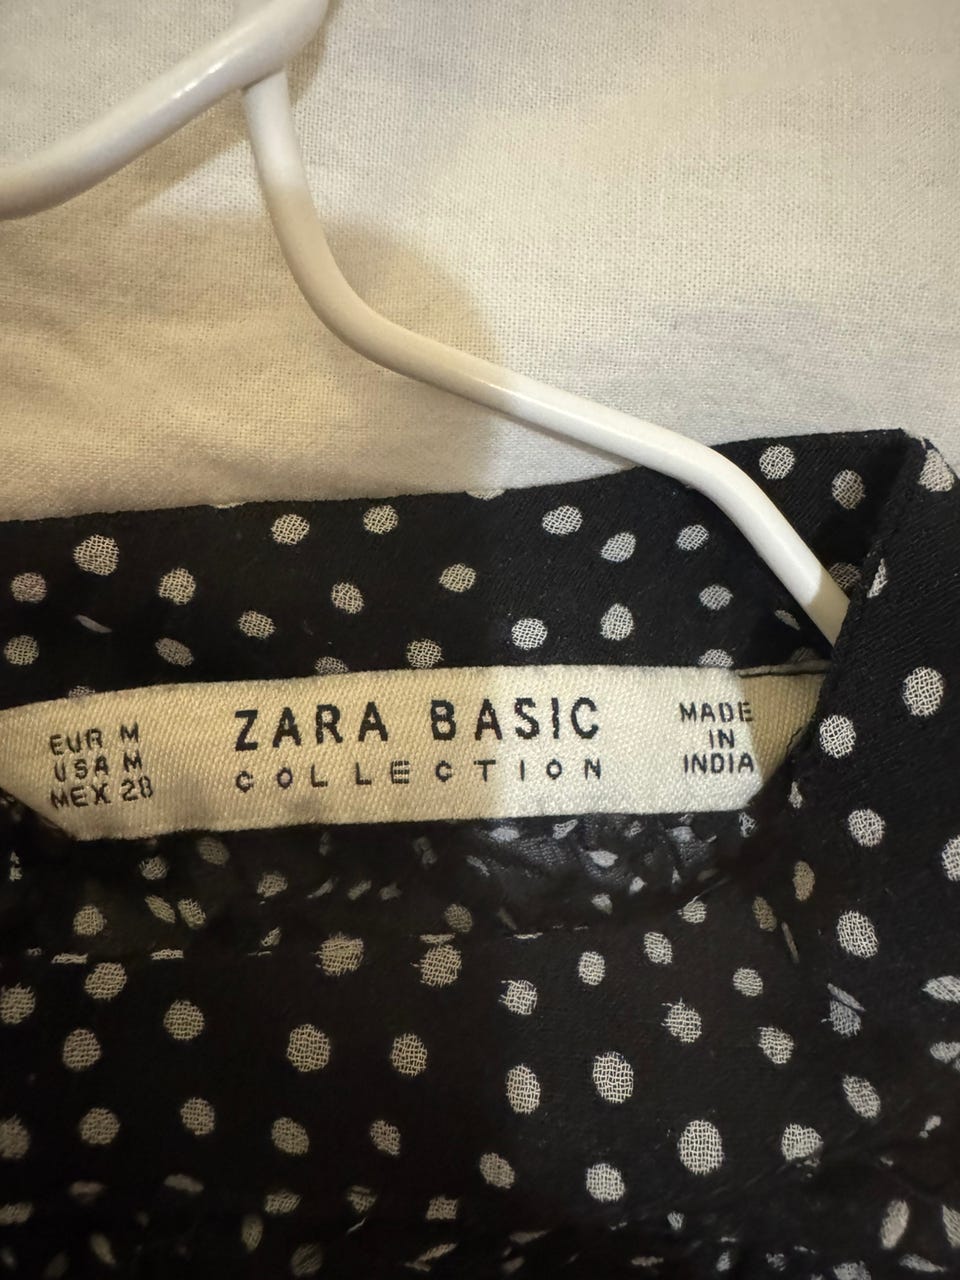 EUR M
USA M
MEX 28
ZARA BASIC
COLLECTION
MADE
IN
INDIA